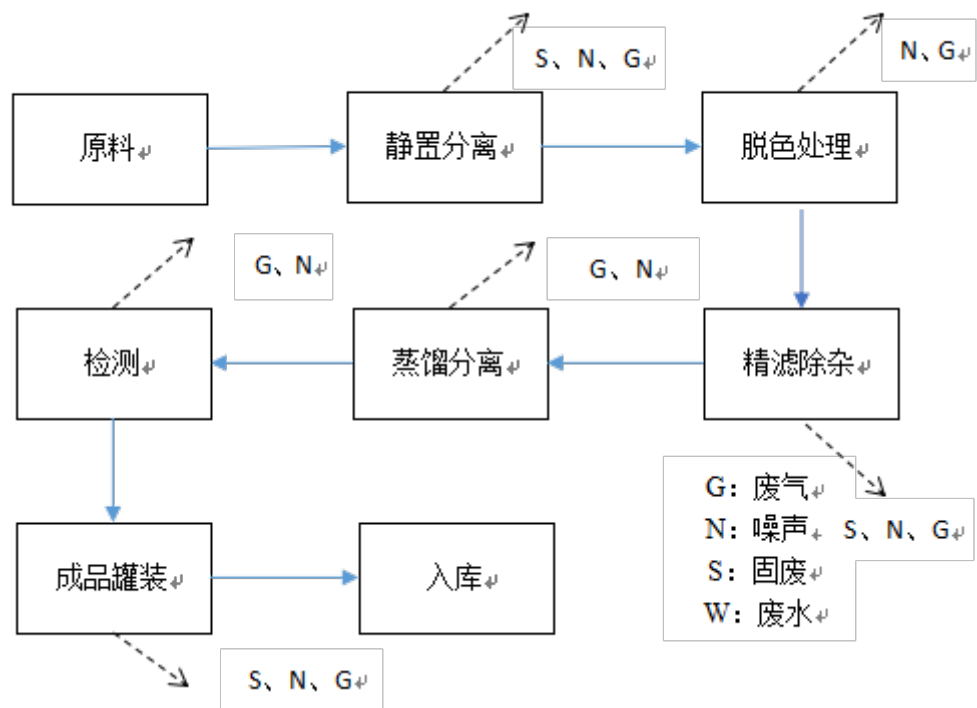 S、N、G
N、G
原料
静置分离
脱色处理
G、N
G、N
检测
蒸馏分离
精滤除杂
G：废气
N：噪声
S：固废
W：废水
S、N、G
成品罐装
入库
S、N、G